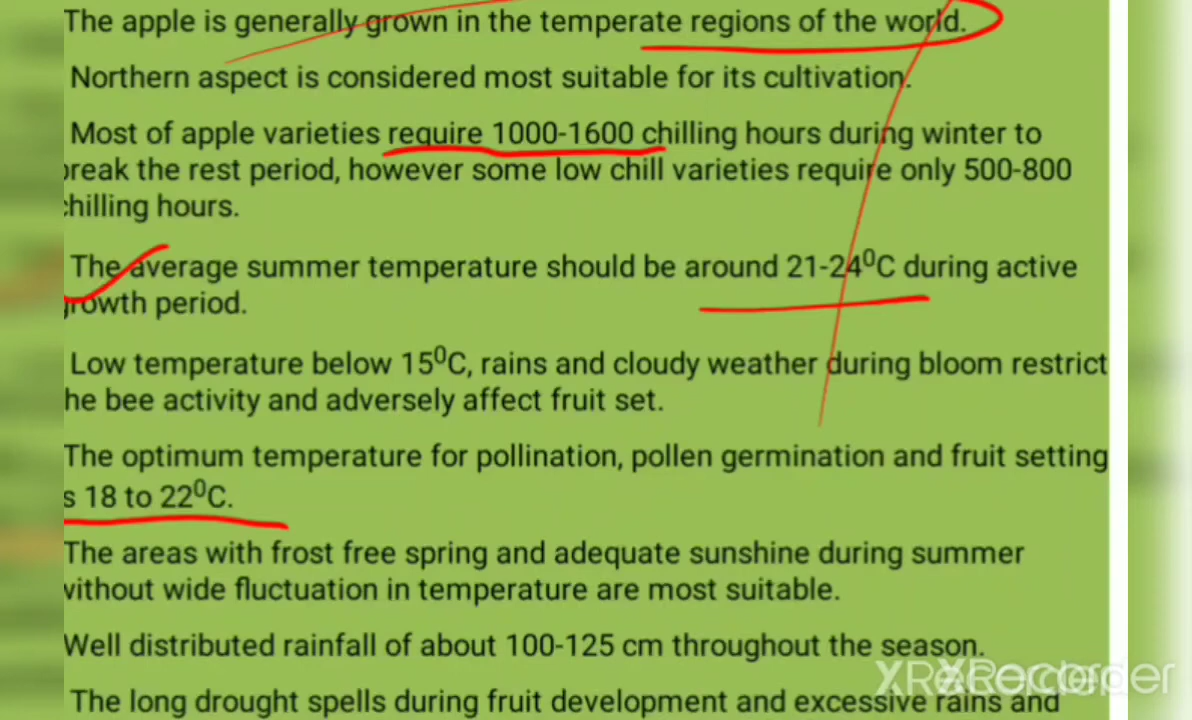 The apple is generally grown in the temperate regions of the world.
Northern aspect is considered most suitable for its cultivation.
Most of apple varieties require 1000-1600 chilling hours during winter to
break the rest period, however some low chill varieties require only 500-800
chilling hours.
The average summer temperature should be around 21-24⁰C during active
growth period.
Low temperature below 15⁰C, rains and cloudy weather during bloom restrict
he bee activity and adversely affect fruit set.
The optimum temperature for pollination, pollen germination and fruit setting
s 18 to 22⁰C.
The areas with frost free spring and adequate sunshine during summer
without wide fluctuation in temperature are most suitable.
Well distributed rainfall of about 100-125 cm throughout the season.
The long drought spells during fruit development and excessive rains and
XRecorder